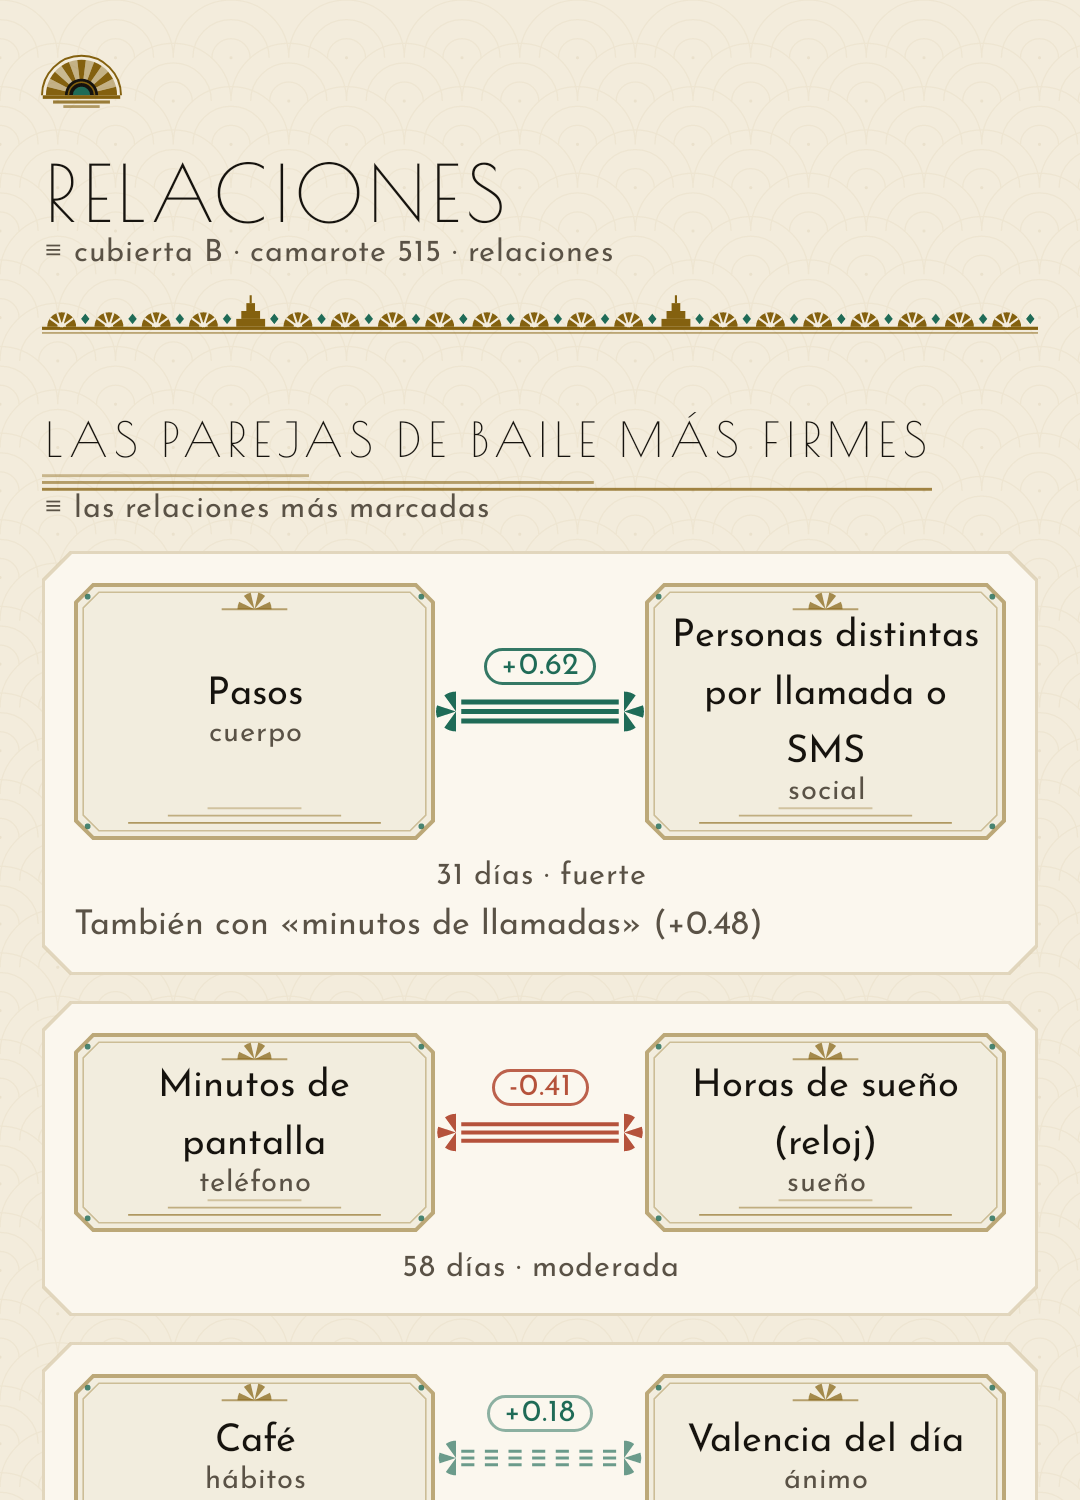 RELACIONES
≡ cubierta B · camarote 515 · relaciones
LAS PAREJAS DE BAILE MÁS FIRMES
≡ las relaciones más marcadas
Pasos
cuerpo
+0.62
Personas distintas
por llamada o
SMS
social
31 días · fuerte
También con «minutos de llamadas» (+0.48)
Minutos de
pantalla
teléfono
-0.41
Horas de sueño
(reloj)
sueño
58 días · moderada
Café
hábitos
+0.18
Valencia del día
ánimo